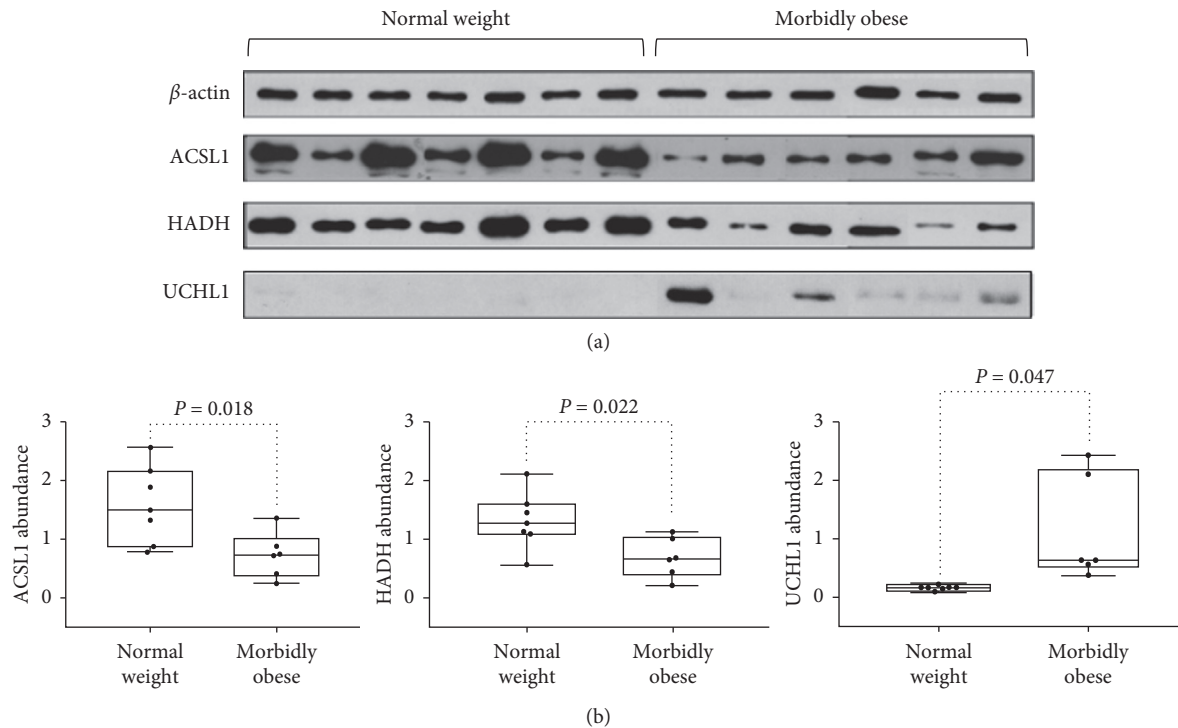 Normal weight
Morbidly obese
β-actin
ACSL1
HADH
UCHL1
(a)
P = 0.018
3
2
1
0
ACSL1 abundance
Normal
weight
Morbidly
obese
P = 0.022
3
2
1
0
HADH abundance
Normal
weight
Morbidly
obese
P = 0.047
3
2
1
0
UCHL1 abundance
Normal
weight
Morbidly
obese
(b)